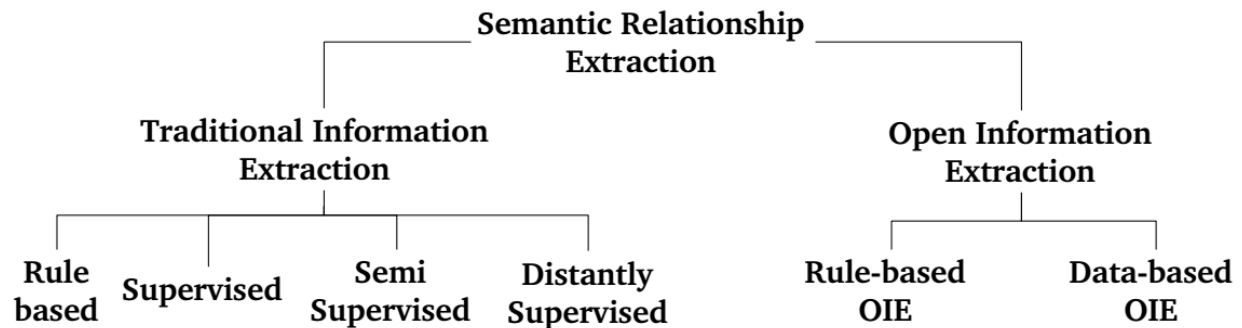 Semantic Relationship
Extraction
Traditional Information
Extraction
Open Information
Extraction
Rule
based
Supervised
Semi
Supervised
Distantly
Supervised
Rule-based
OIE
Data-based
OIE